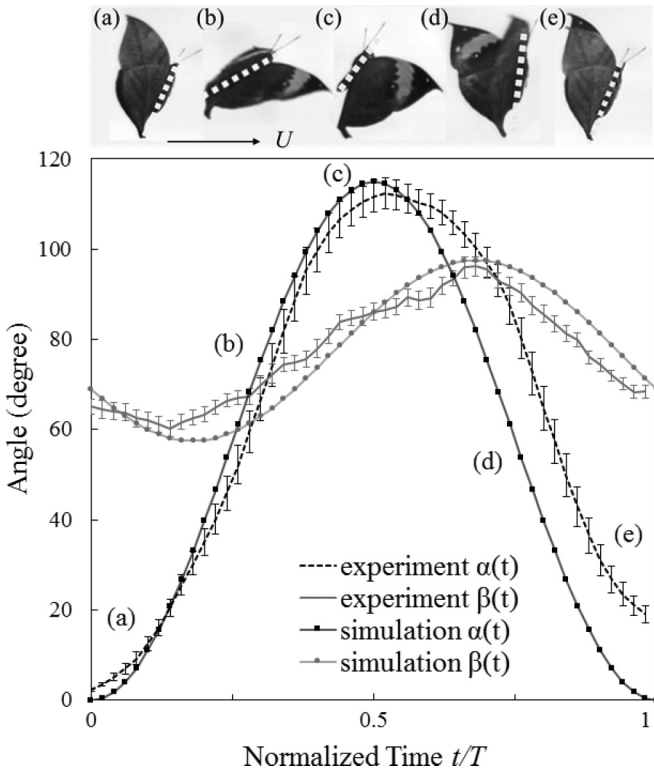 (a) (b) (c) (d) (e)
U
120
100
80
60
40
20
0
Angle (degree)
(a)
(b)
(c)
(d)
(e)
experiment α(t)
experiment β(t)
simulation α(t)
simulation β(t)
0 0.5 1
Normalized Time t/T